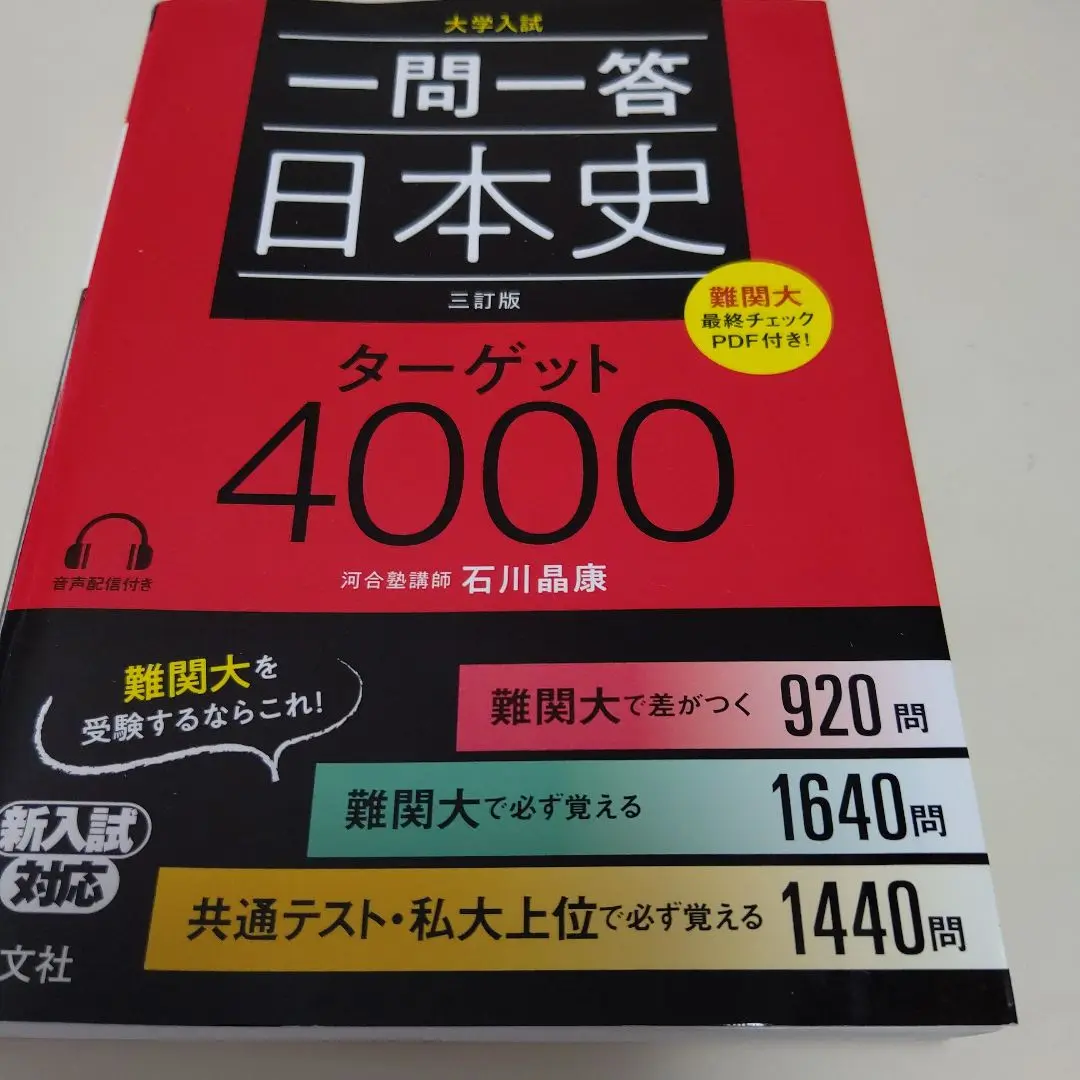 大学入試
一問一答
日本史
三訂版
難関大
最終チェック
PDF付き!
ターゲット
4000
音声配信付き
河合塾講師 石川晶康
難関大を
受験するならこれ!
難関大で差がつく 920問
難関大で必ず覚える 1640問
新入試
対応
共通テスト・私大上位で必ず覚える 1440問
文社